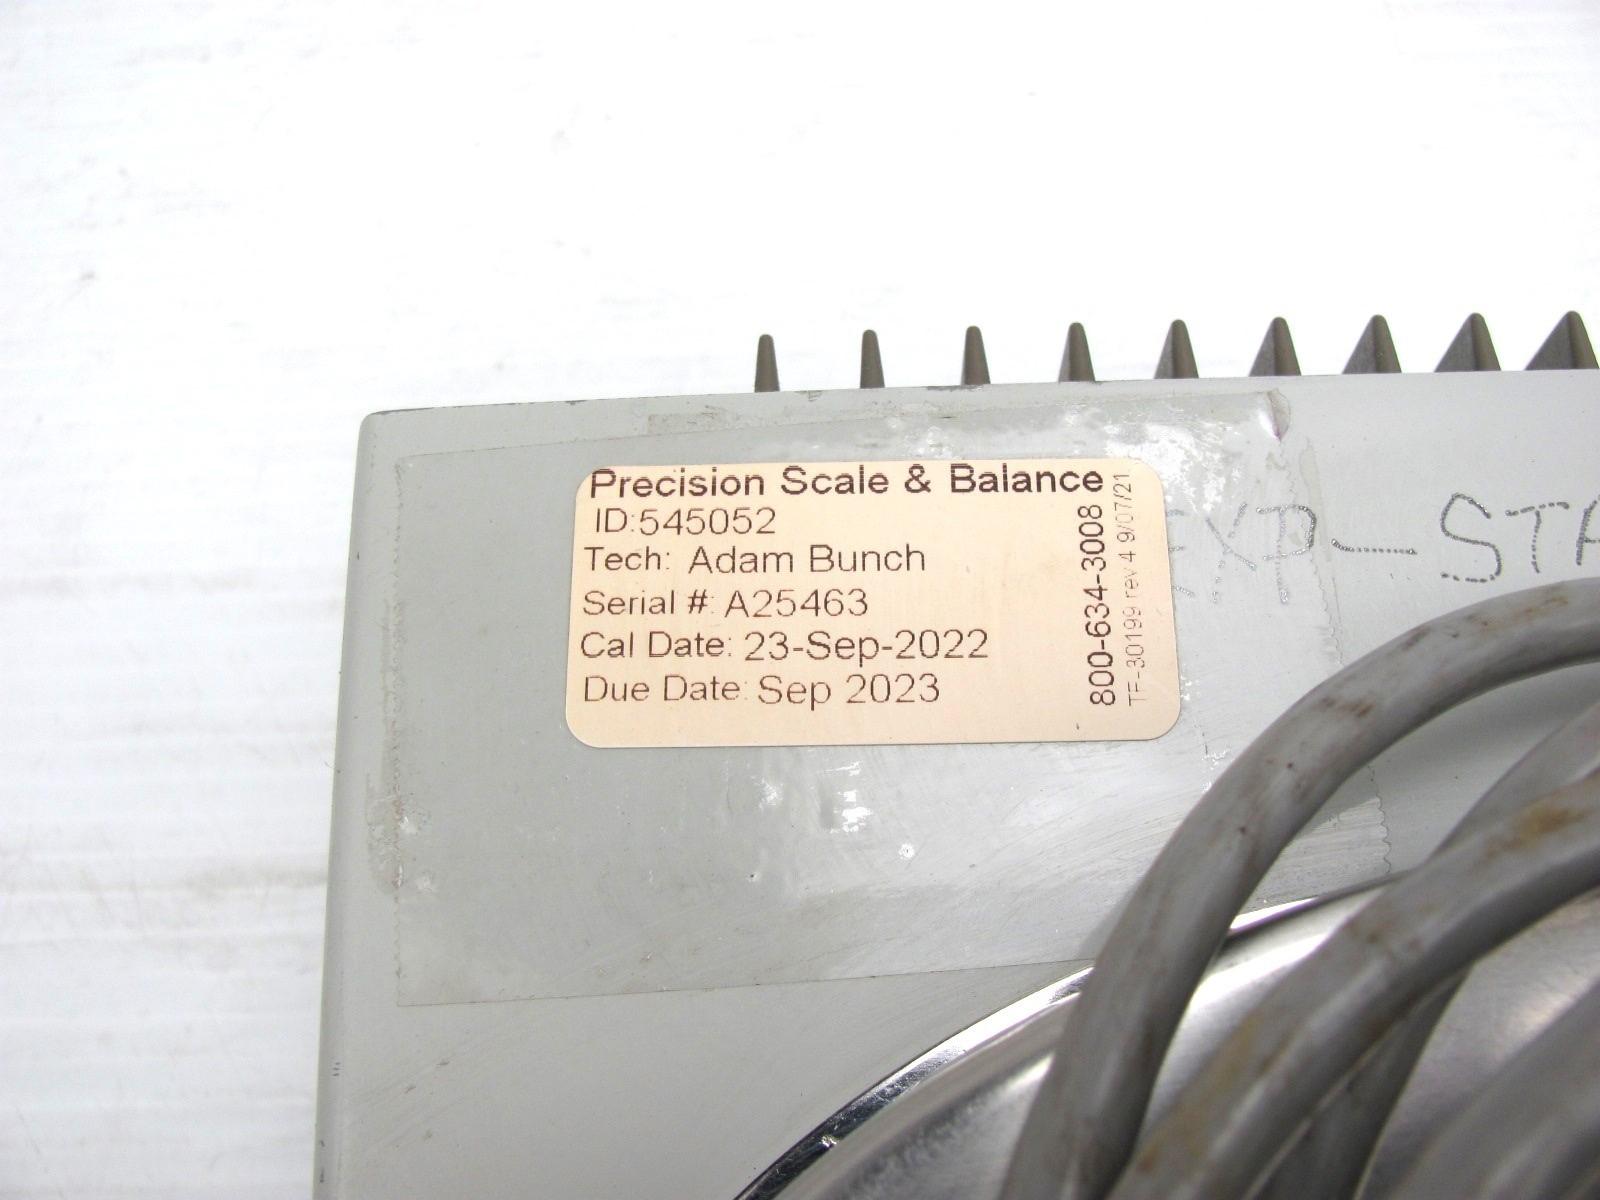 Precision Scale & Balance
ID:545052
Tech: Adam Bunch
Serial #: A25463
Cal Date: 23-Sep-2022
Due Date: Sep 2023
800-634-3008
TF-30199 rev 4 9/07/21